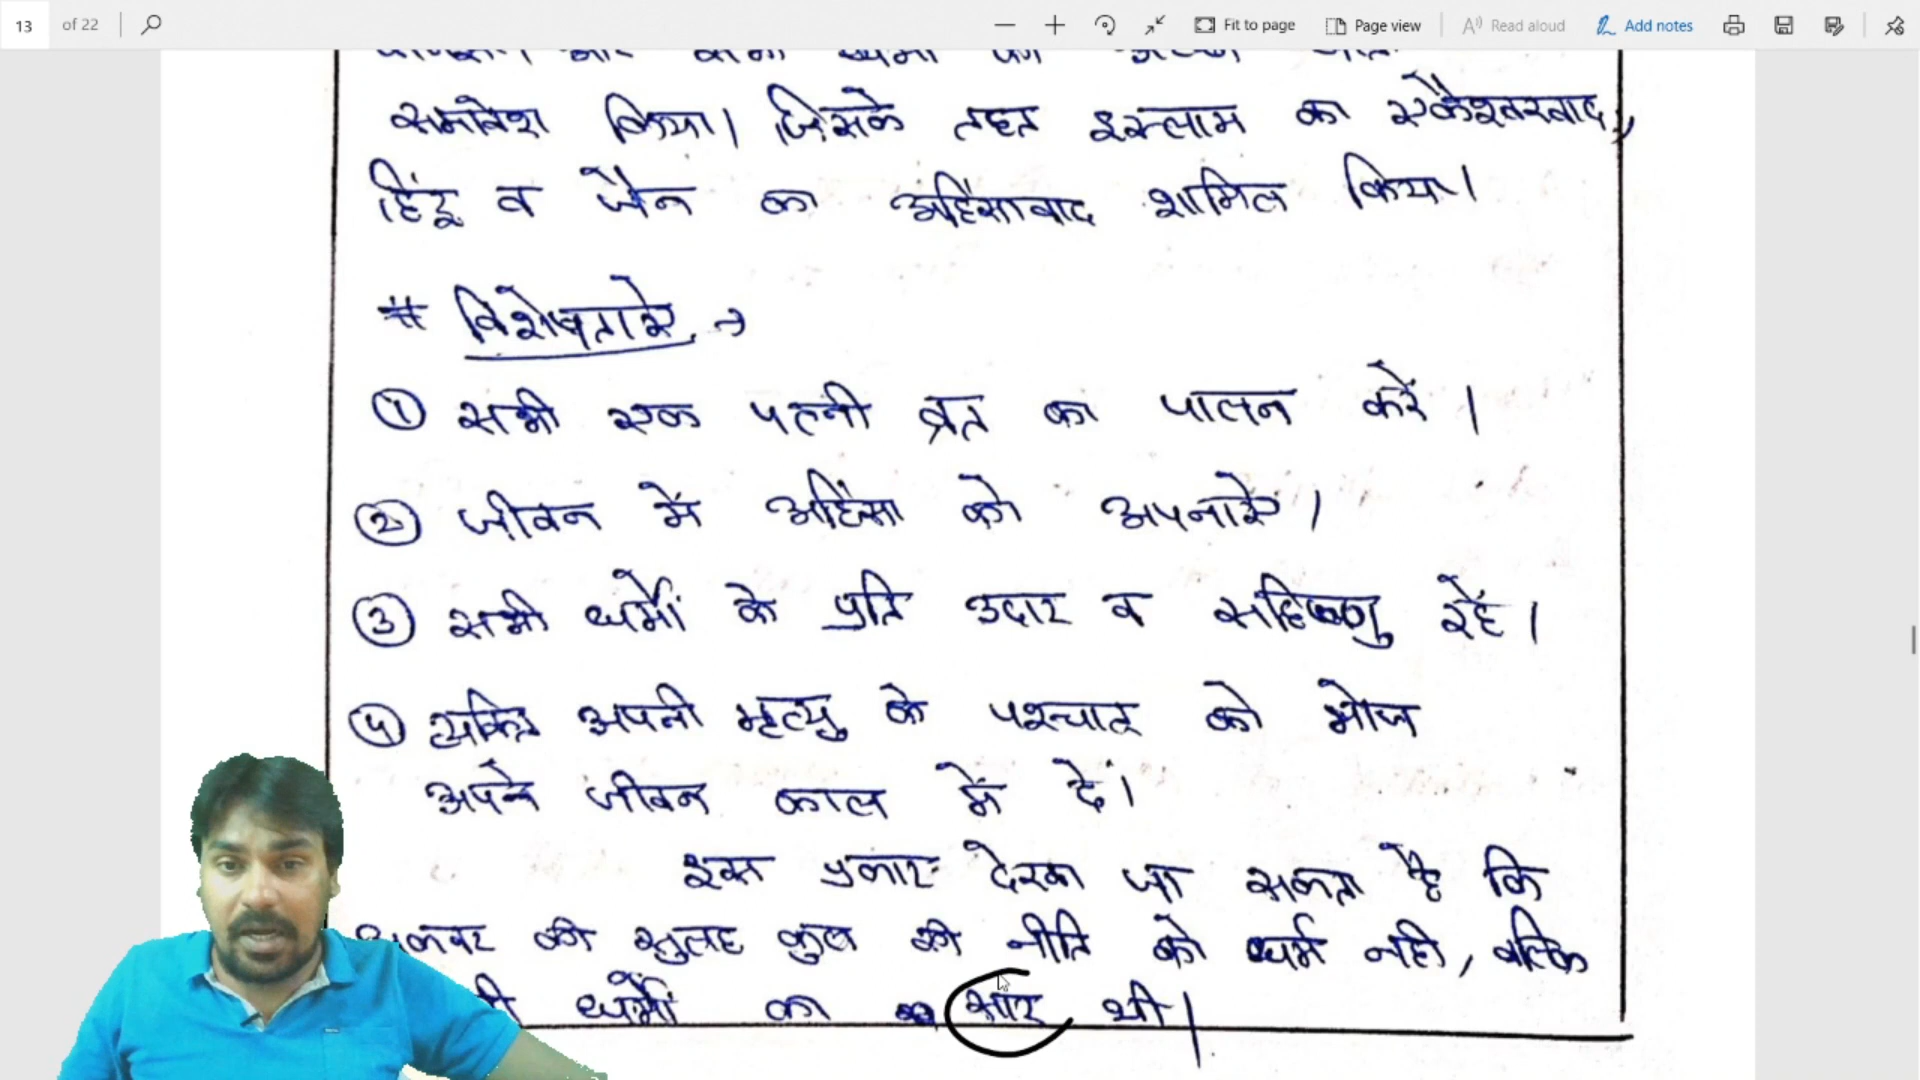 13 of 22 Fit to page Page view Read aloud Add notes
समावेश किया। जिसके तहत इस्लाम का एकेश्वरवाद,
हिंदू व जैन का अहिंसावाद शामिल किया।
# विशेषताऐं →
① सभी एक पत्नी व्रत का पालन करें।
② जीवन में अहिंसा को अपनाऐं।
③ सभी धर्मों के प्रति उदार व सहिष्णु रहें।
④ व्यक्ति अपनी मृत्यु के पश्चात् को भोज
अपने जीवन काल में दें।
इस प्रकार देखा जा सकता है कि
अकबर की सुलह कुल की नीति को धर्म नही, बल्कि
धर्मों का सार थी।